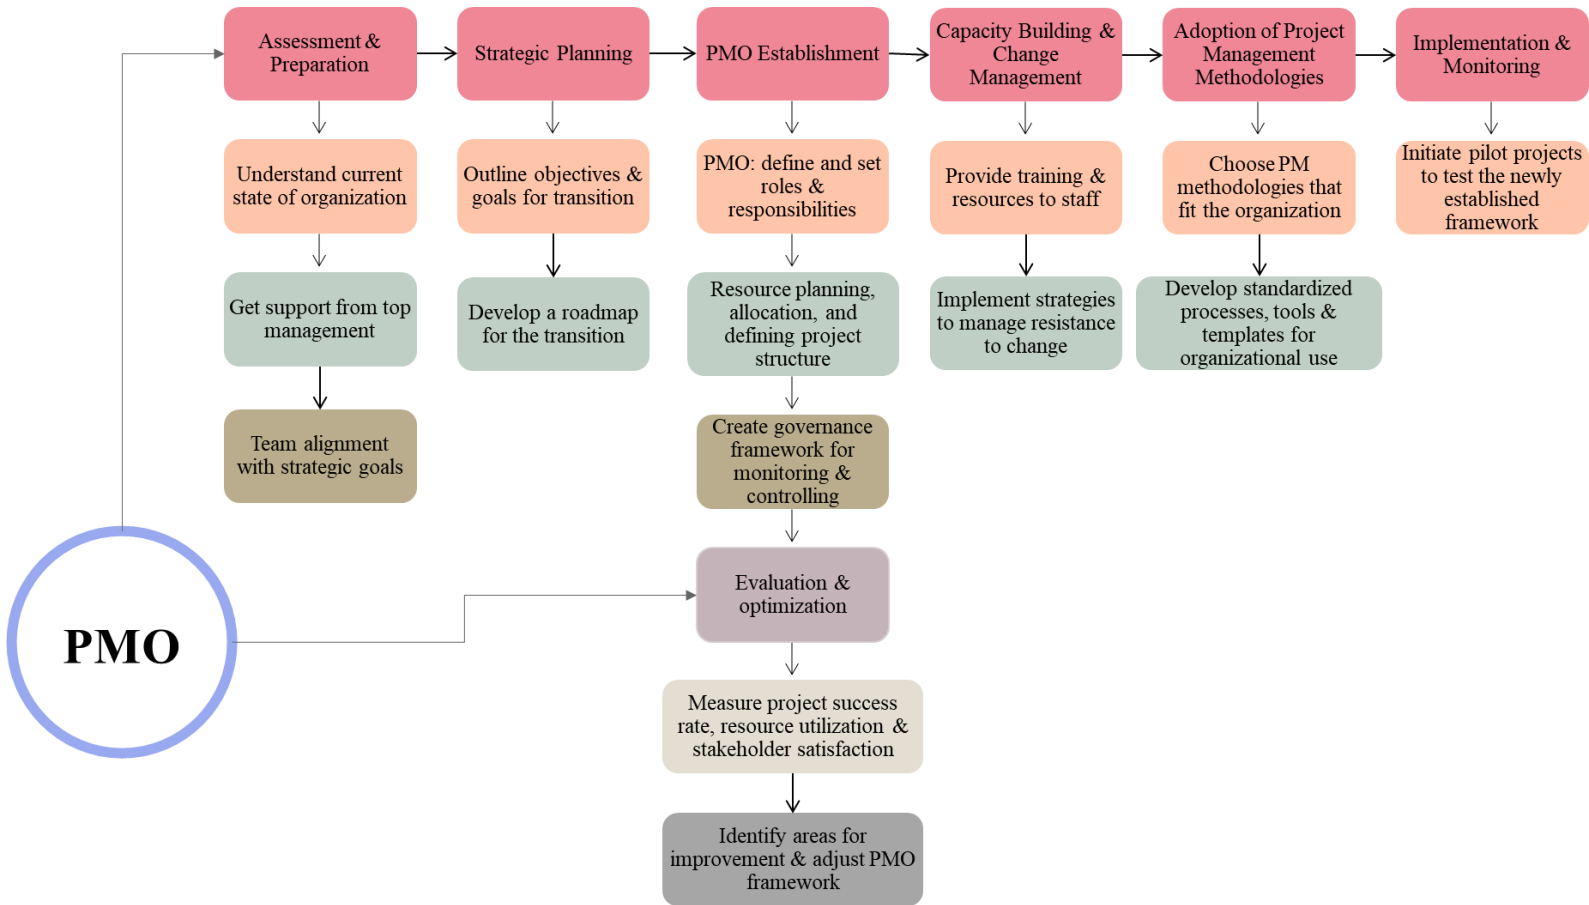 Assessment &
Preparation
Strategic Planning
PMO Establishment
Capacity Building &
Change
Management
Adoption of Project
Management
Methodologies
Implementation &
Monitoring
Understand current
state of organization
Outline objectives &
goals for transition
PMO: define and set
roles &
responsibilities
Provide training &
resources to staff
Choose PM
methodologies that
fit the organization
Initiate pilot projects
to test the newly
established
framework
Get support from top
management
Develop a roadmap
for the transition
Resource planning,
allocation, and
defining project
structure
Implement strategies
to manage resistance
to change
Develop standardized
processes, tools &
templates for
organizational use
Team alignment
with strategic goals
Create governance
framework for
monitoring &
controlling
PMO
Evaluation &
optimization
Measure project success
rate, resource utilization &
stakeholder satisfaction
Identify areas for
improvement & adjust PMO
framework